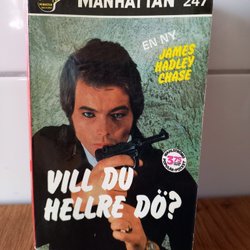 MANHATTAN 247
EN NY
JAMES
HADLEY
CHASE
VILL DU
HELLRE DÖ?